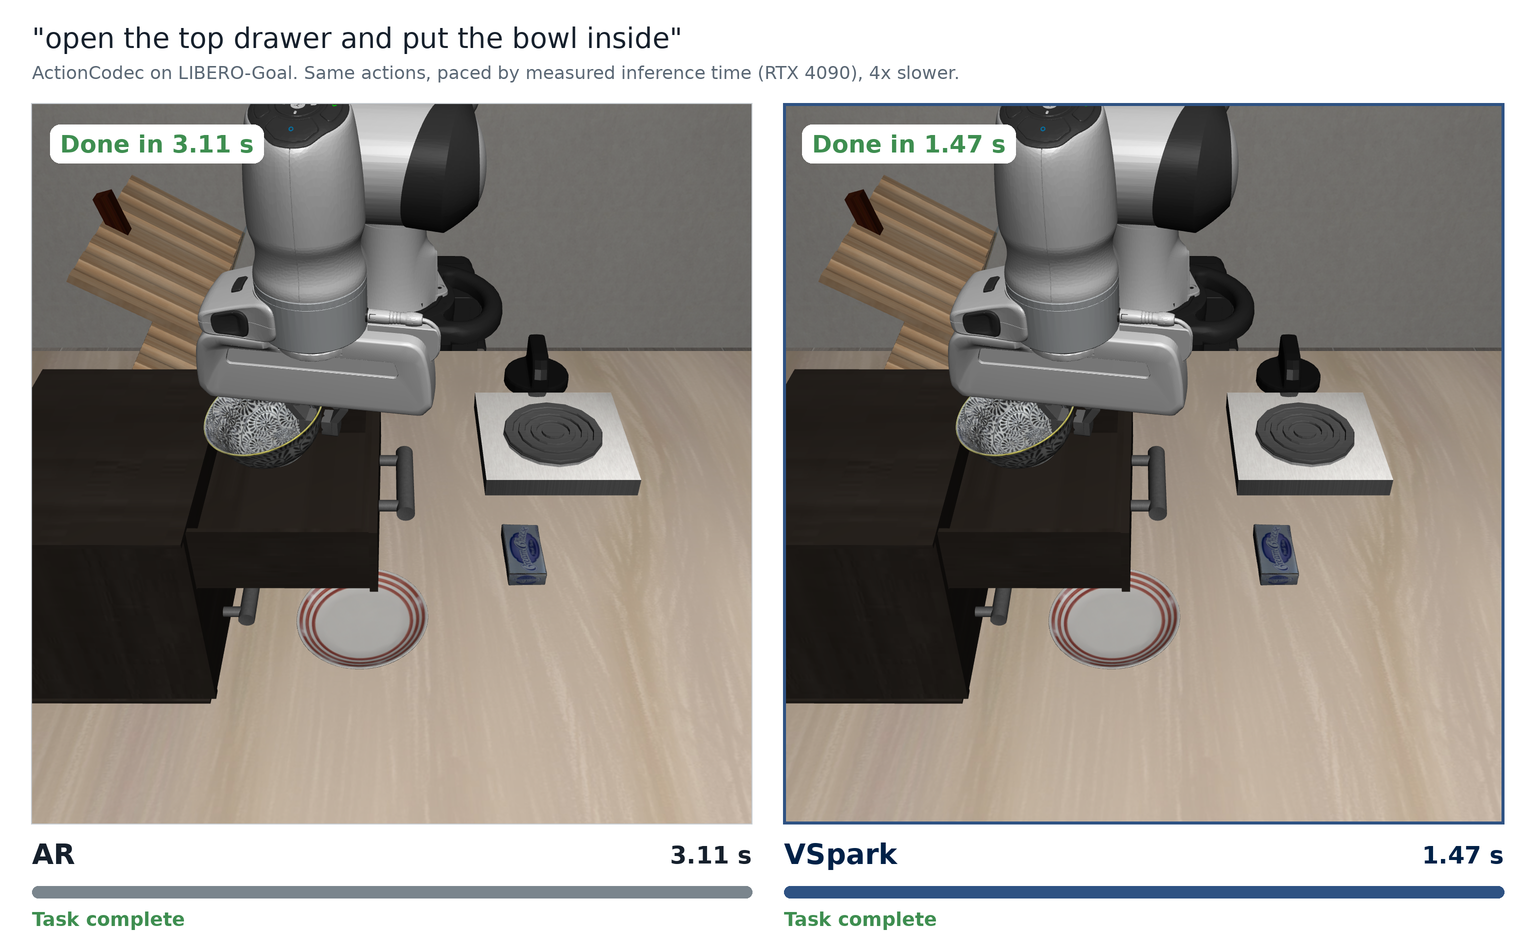 "open the top drawer and put the bowl inside"
ActionCodec on LIBERO-Goal. Same actions, paced by measured inference time (RTX 4090), 4x slower.
Done in 3.11 s
Done in 1.47 s
AR
3.11 s
VSpark
1.47 s
Task complete
Task complete